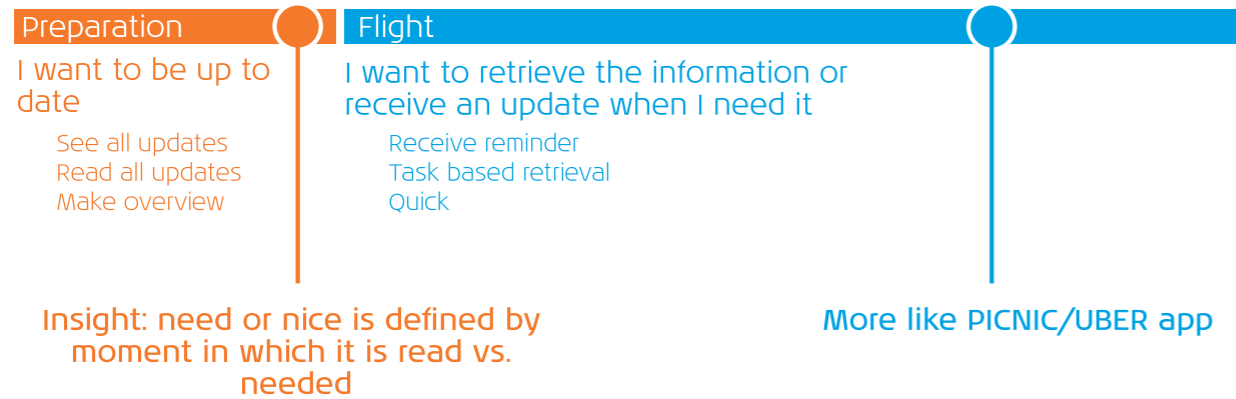 Preparation
Flight
I want to be up to
date
See all updates
Read all updates
Make overview
I want to retrieve the information or
receive an update when I need it
Receive reminder
Task based retrieval
Quick
Insight: need or nice is defined by
moment in which it is read vs.
needed
More like PICNIC/UBER app